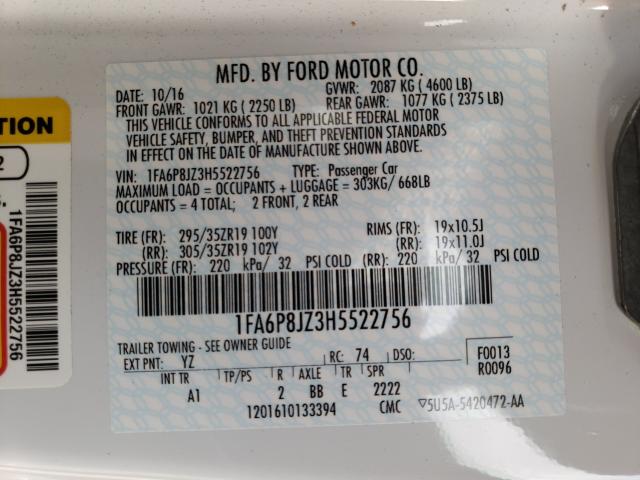 MFD. BY FORD MOTOR CO.
DATE: 10/16 GVWR: 2087 KG ( 4600 LB)
FRONT GAWR: 1021 KG ( 2250 LB) REAR GAWR: 1077 KG ( 2375 LB)
THIS VEHICLE CONFORMS TO ALL APPLICABLE FEDERAL MOTOR
VEHICLE SAFETY, BUMPER, AND THEFT PREVENTION STANDARDS
IN EFFECT ON THE DATE OF MANUFACTURE SHOWN ABOVE.
VIN: 1FA6P8JZ3H5522756 TYPE: Passenger Car
MAXIMUM LOAD = OCCUPANTS + LUGGAGE = 303KG/ 668LB
OCCUPANTS = 4 TOTAL; 2 FRONT, 2 REAR
TIRE (FR): 295/35ZR19 100Y RIMS (FR): 19x10.5J
(RR): 305/35ZR19 102Y (RR): 19x11.0J
PRESSURE (FR): 220 kPa/ 32 PSI COLD (RR): 220 kPa/ 32 PSI COLD
1FA6P8JZ3H5522756
TRAILER TOWING - SEE OWNER GUIDE
EXT PNT: YZ RC: 74 DSO:
F0013
R0096
INT TR TP/PS R AXLE TR SPR
A1 2 BB E 2222
1201610133394 CMC ▽5U5A-5420472-AA
TION
2
1FA6P8JZ3H5522756